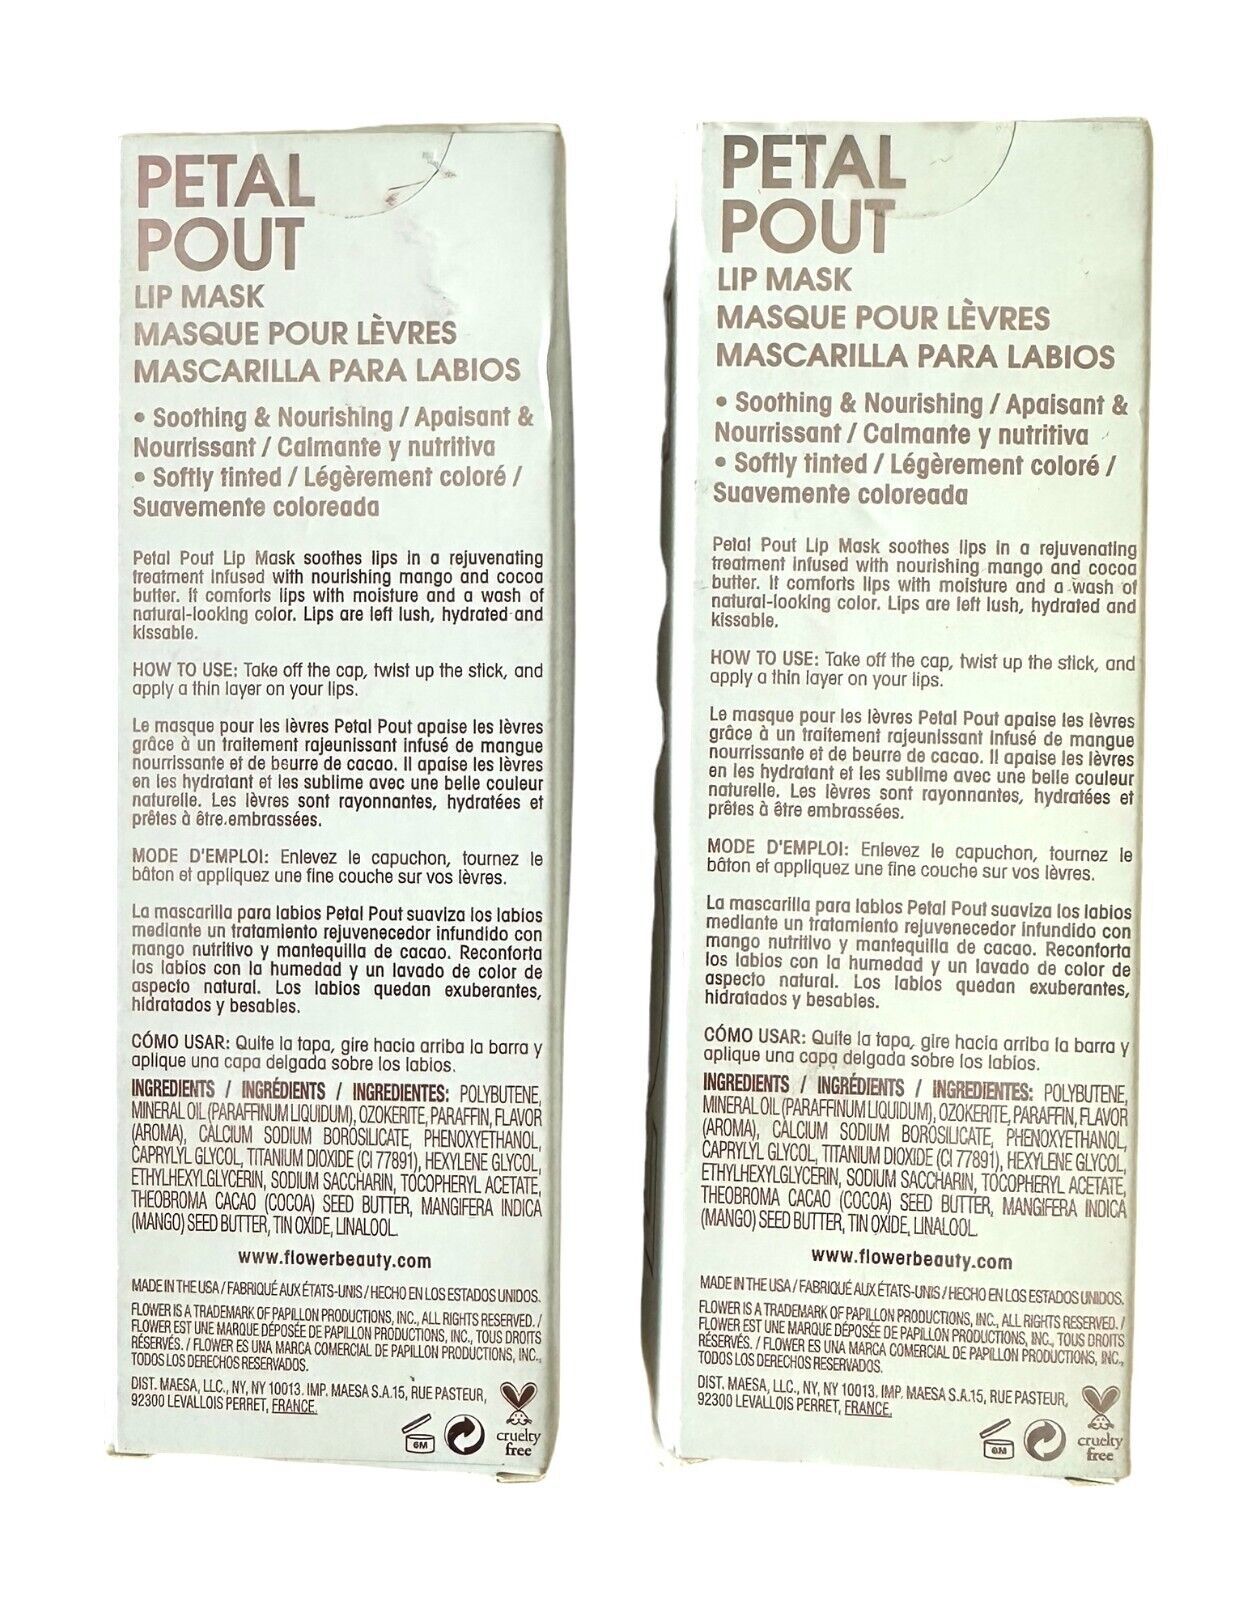 PETAL
POUT
LIP MASK
MASQUE POUR LÈVRES
MASCARILLA PARA LABIOS
• Soothing & Nourishing / Apaisant &
Nourrissant / Calmante y nutritiva
• Softly tinted / Légèrement coloré /
Suavemente coloreada
Petal Pout Lip Mask soothes lips in a rejuvenating
treatment infused with nourishing mango and cocoa
butter. It comforts lips with moisture and a wash of
natural-looking color. Lips are left lush, hydrated and
kissable.
HOW TO USE: Take off the cap, twist up the stick, and
apply a thin layer on your lips.
Le masque pour les lèvres Petal Pout apaise les lèvres
grâce à un traitement rajeunissant infusé de mangue
nourrissante et de beurre de cacao. Il apaise les lèvres
en les hydratant et les sublime avec une belle couleur
naturelle. Les lèvres sont rayonnantes, hydratées et
prêtes à être embrassées.
MODE D'EMPLOI: Enlevez le capuchon, tournez le
bâton et appliquez une fine couche sur vos lèvres.
La mascarilla para labios Petal Pout suaviza los labios
mediante un tratamiento rejuvenecedor infundido con
mango nutritivo y mantequilla de cacao. Reconforta
los labios con la humedad y un lavado de color de
aspecto natural. Los labios quedan exuberantes,
hidratados y besables.
CÓMO USAR: Quite la tapa, gire hacia arriba la barra y
aplique una capa delgada sobre los labios.
INGREDIENTS / INGRÉDIENTS / INGREDIENTES: POLYBUTENE,
MINERAL OIL (PARAFFINUM LIQUIDUM), OZOKERITE, PARAFFIN, FLAVOR
(AROMA), CALCIUM SODIUM BOROSILICATE, PHENOXYETHANOL,
CAPRYLYL GLYCOL, TITANIUM DIOXIDE (CI 77891), HEXYLENE GLYCOL,
ETHYLHEXYLGLYCERIN, SODIUM SACCHARIN, TOCOPHERYL ACETATE,
THEOBROMA CACAO (COCOA) SEED BUTTER, MANGIFERA INDICA
(MANGO) SEED BUTTER, TIN OXIDE, LINALOOL
www.flowerbeauty.com
MADE IN THE USA / FABRIQUÉ AUX ÉTATS-UNIS / HECHO EN LOS ESTADOS UNIDOS.
FLOWER IS A TRADEMARK OF PAPILLON PRODUCTIONS, INC., ALL RIGHTS RESERVED. /
FLOWER EST UNE MARQUE DÉPOSÉE DE PAPILLON PRODUCTIONS, INC., TOUS DROITS
RÉSERVÉS. / FLOWER ES UNA MARCA COMERCIAL DE PAPILLON PRODUCTIONS, INC.,
TODOS LOS DERECHOS RESERVADOS.
DIST. MAESA, LLC., NY, NY 10013. IMP. MAESA S.A.15, RUE PASTEUR,
92300 LEVALLOIS PERRET, FRANCE.
6M
cruelty
free
PETAL
POUT
LIP MASK
MASQUE POUR LÈVRES
MASCARILLA PARA LABIOS
• Soothing & Nourishing / Apaisant &
Nourrissant / Calmante y nutritiva
• Softly tinted / Légèrement coloré /
Suavemente coloreada
Petal Pout Lip Mask soothes lips in a rejuvenating
treatment infused with nourishing mango and cocoa
butter. It comforts lips with moisture and a wash of
natural-looking color. Lips are left lush, hydrated and
kissable.
HOW TO USE: Take off the cap, twist up the stick, and
apply a thin layer on your lips.
Le masque pour les lèvres Petal Pout apaise les lèvres
grâce à un traitement rajeunissant infusé de mangue
nourrissante et de beurre de cacao. Il apaise les lèvres
en les hydratant et les sublime avec une belle couleur
naturelle. Les lèvres sont rayonnantes, hydratées et
prêtes à être embrassées.
MODE D'EMPLOI: Enlevez le capuchon, tournez le
bâton et appliquez une fine couche sur vos lèvres.
La mascarilla para labios Petal Pout suaviza los labios
mediante un tratamiento rejuvenecedor infundido con
mango nutritivo y mantequilla de cacao. Reconforta
los labios con la humedad y un lavado de color de
aspecto natural. Los labios quedan exuberantes,
hidratados y besables.
CÓMO USAR: Quite la tapa, gire hacia arriba la barra y
aplique una capa delgada sobre los labios.
INGREDIENTS / INGRÉDIENTS / INGREDIENTES: POLYBUTENE,
MINERAL OIL (PARAFFINUM LIQUIDUM), OZOKERITE, PARAFFIN, FLAVOR
(AROMA), CALCIUM SODIUM BOROSILICATE, PHENOXYETHANOL,
CAPRYLYL GLYCOL, TITANIUM DIOXIDE (CI 77891), HEXYLENE GLYCOL,
ETHYLHEXYLGLYCERIN, SODIUM SACCHARIN, TOCOPHERYL ACETATE,
THEOBROMA CACAO (COCOA) SEED BUTTER, MANGIFERA INDICA
(MANGO) SEED BUTTER, TIN OXIDE, LINALOOL
www.flowerbeauty.com
MADE IN THE USA / FABRIQUÉ AUX ÉTATS-UNIS / HECHO EN LOS ESTADOS UNIDOS.
FLOWER IS A TRADEMARK OF PAPILLON PRODUCTIONS, INC., ALL RIGHTS RESERVED. /
FLOWER EST UNE MARQUE DÉPOSÉE DE PAPILLON PRODUCTIONS, INC., TOUS DROITS
RÉSERVÉS. / FLOWER ES UNA MARCA COMERCIAL DE PAPILLON PRODUCTIONS, INC.,
TODOS LOS DERECHOS RESERVADOS.
DIST. MAESA, LLC., NY, NY 10013. IMP. MAESA S.A.15, RUE PASTEUR,
92300 LEVALLOIS PERRET, FRANCE.
6M
cruelty
free